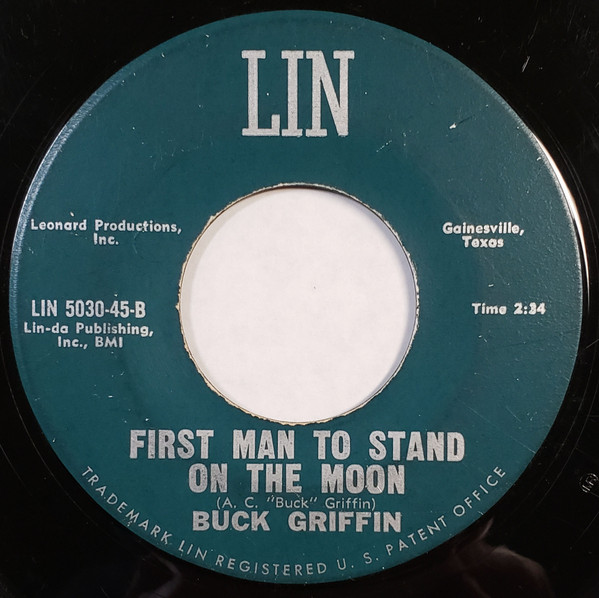 LIN
Leonard Productions,
Inc.
Gainesville,
Texas
LIN 5030-45-B
Lin-da Publishing,
Inc., BMI
Time 2:34
FIRST MAN TO STAND
ON THE MOON
(A. C. "Buck" Griffin)
BUCK GRIFFIN
TRADEMARK LIN REGISTERED U. S. PATENT OFFICE